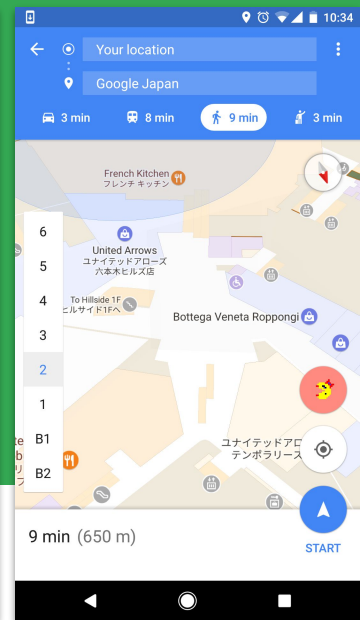 10:34
Your location
Google Japan
3 min
8 min
9 min
3 min
French Kitchen
フレンチ キッチン
6
United Arrows
ユナイテッドアローズ
六本木ヒルズ店
5
4
To Hillside 1F
ヒルサイド1Fへ
3
Bottega Veneta Roppongi
2
1
B1
ユナイテッドアロ
テンポラリース
B2
9 min (650 m)
START